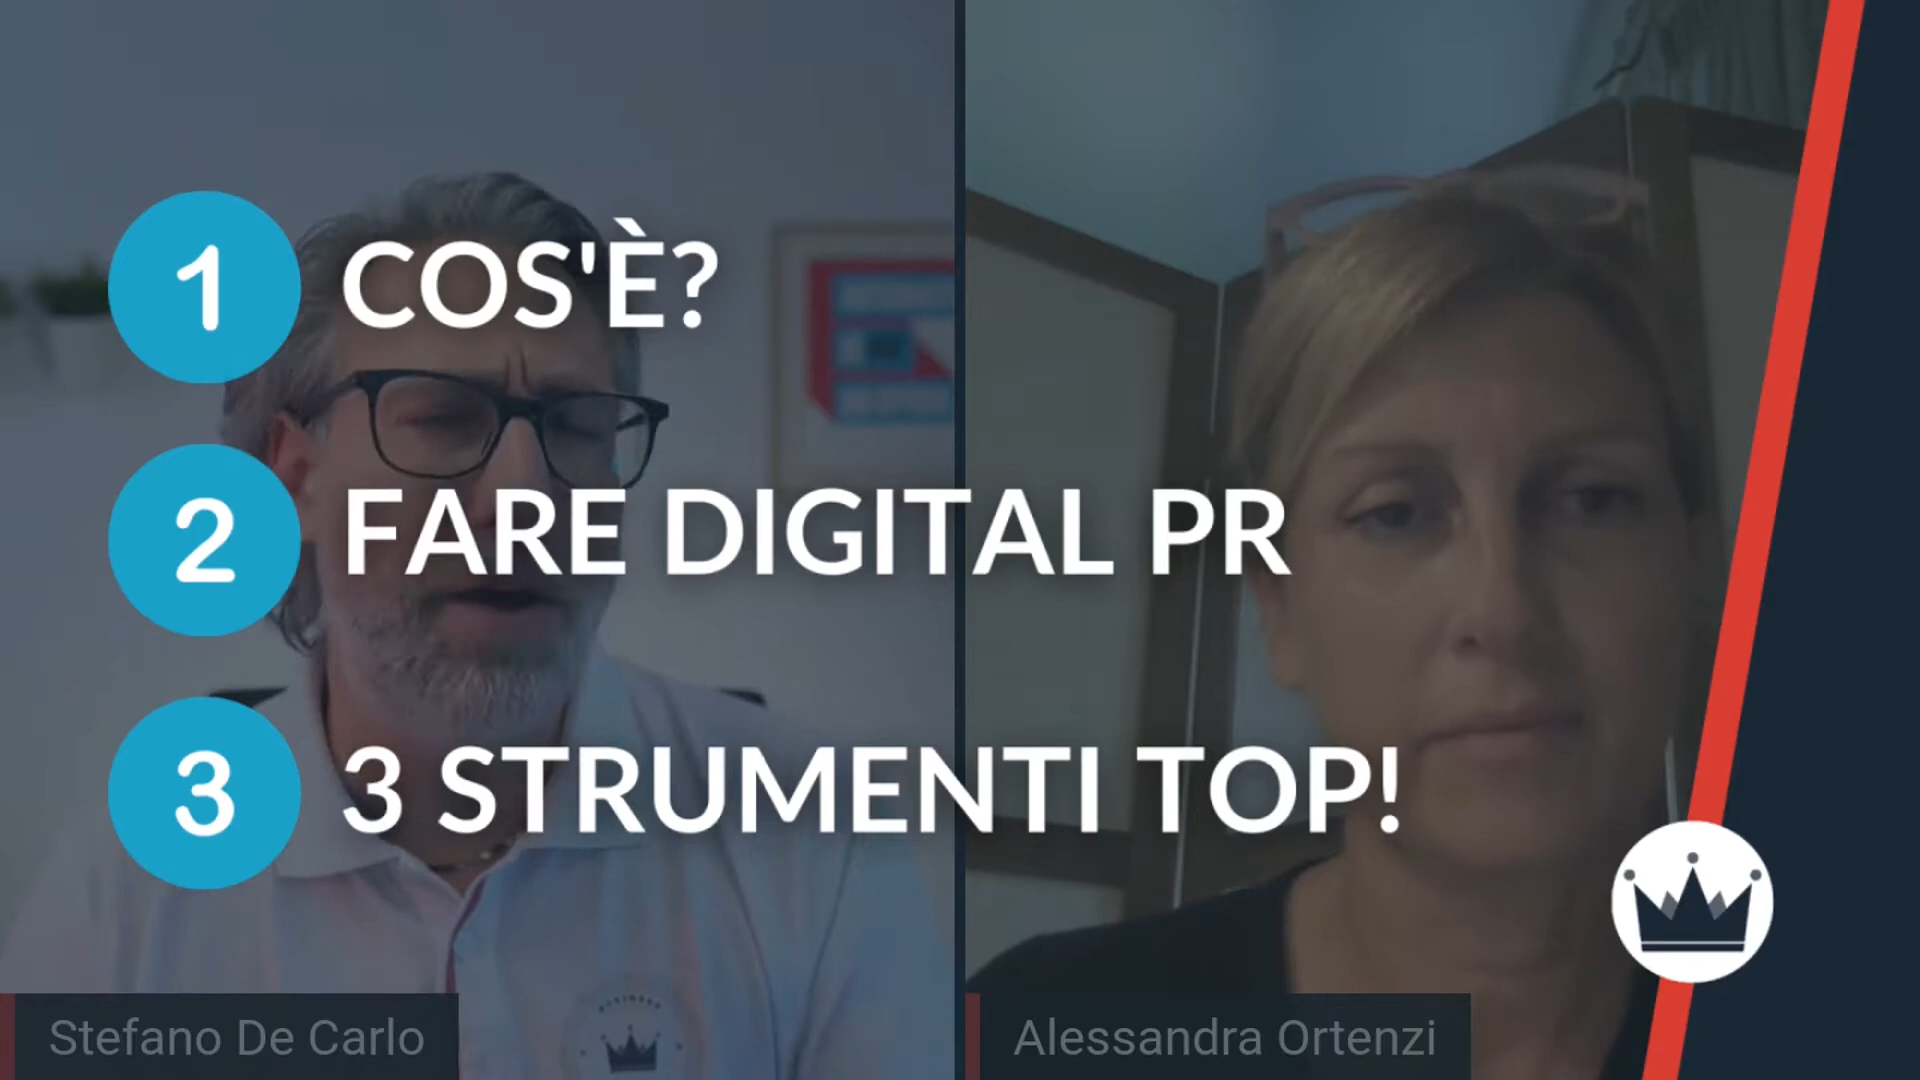 1 COS'È?
2 FARE DIGITAL PR
3 3 STRUMENTI TOP!
Stefano De Carlo
Alessandra Ortenzi